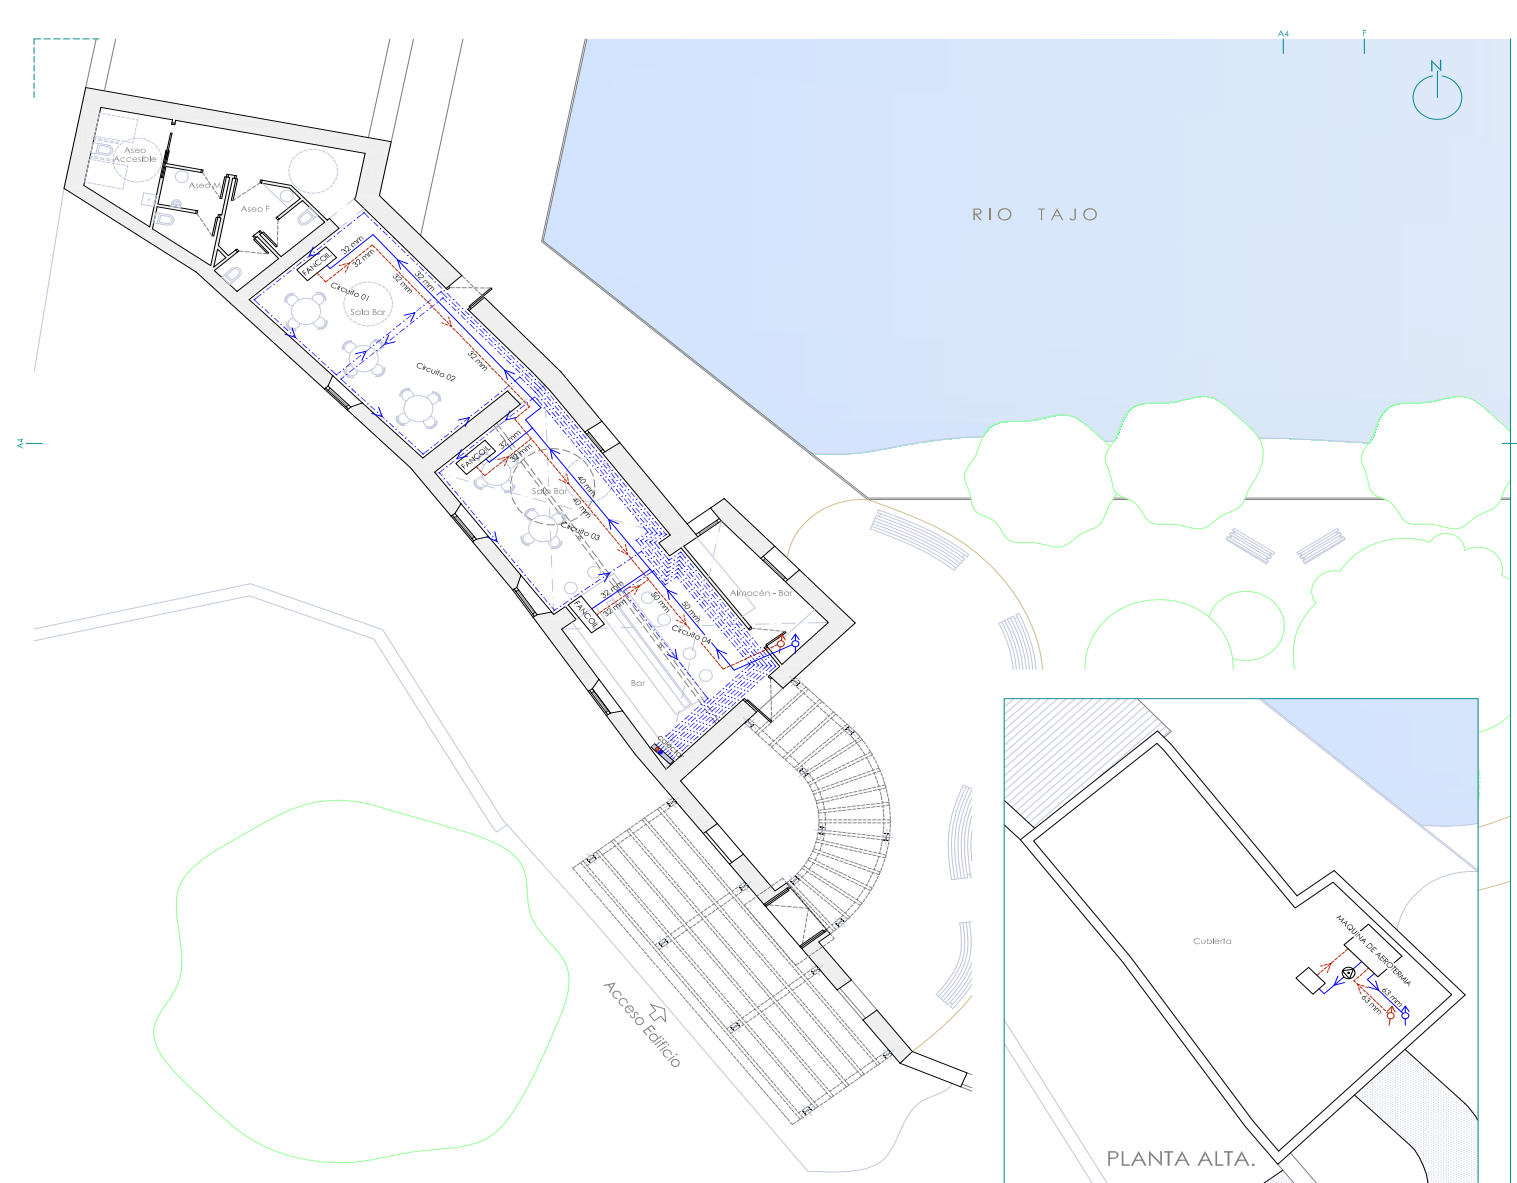 A4
F
N
RIO TAJO
Aseo
Accesible
Aseo M
Aseo F
FANCOIL
32 mm
32 mm
32 mm
32 mm
Circuito 01
Sala Bar
32 mm
Circuito 02
A4
FANCOIL
32 mm
32 mm
Sala Bar
40 mm
40 mm
Circuito 03
FANCOIL
32 mm
32 mm
50 mm
50 mm
Almacén - Bar
Circuito 04
Bar
Acceso Edificio
Cubierta
MAQUINA DE AEROTERMIA
63 mm
63 mm
PLANTA ALTA.